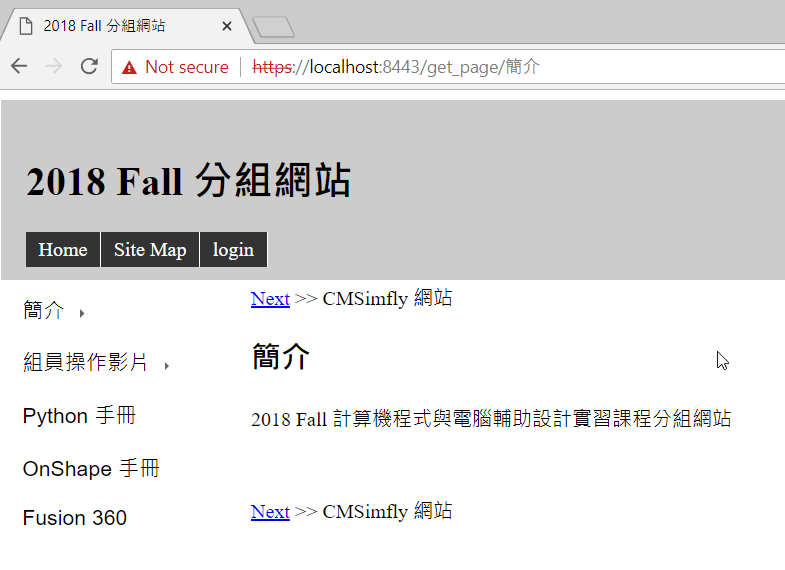 2018 Fall 分組網站
Not secure https://localhost:8443/get_page/簡介
2018 Fall 分組網站
Home Site Map login
簡介
組員操作影片
Python 手冊
OnShape 手冊
Fusion 360
Next >> CMSimfly 網站
簡介
2018 Fall 計算機程式與電腦輔助設計實習課程分組網站
Next >> CMSimfly 網站